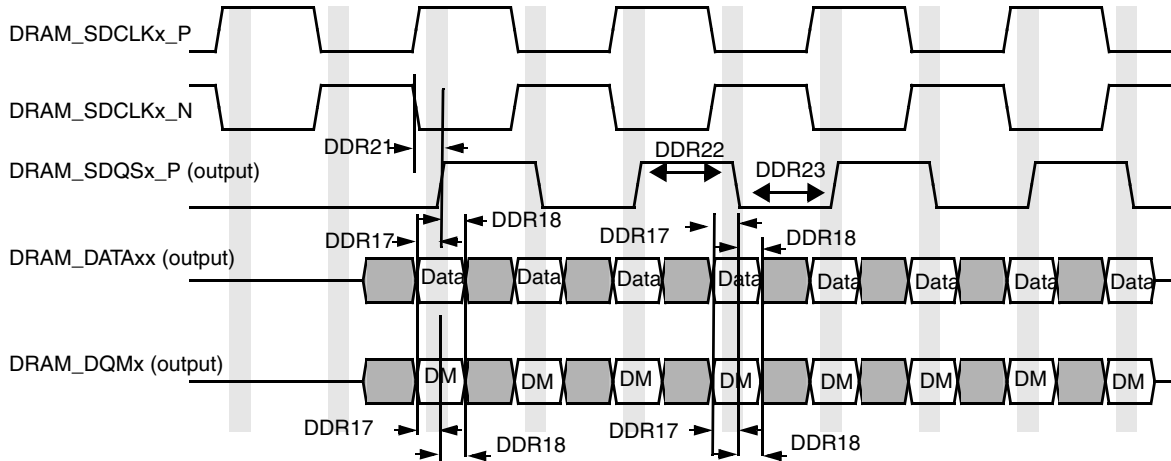 DRAM_SDCLKx_P
DRAM_SDCLKx_N
DDR21
DDR22
DDR23
DRAM_SDQSx_P (output)
DDR18
DDR17
DDR17
DDR18
DRAM_DATAxx (output)
Data
Data
Data
Data
Data
Data
Data
Data
DRAM_DQMx (output)
DM
DM
DM
DM
DM
DM
DM
DM
DDR17
DDR18
DDR17
DDR18